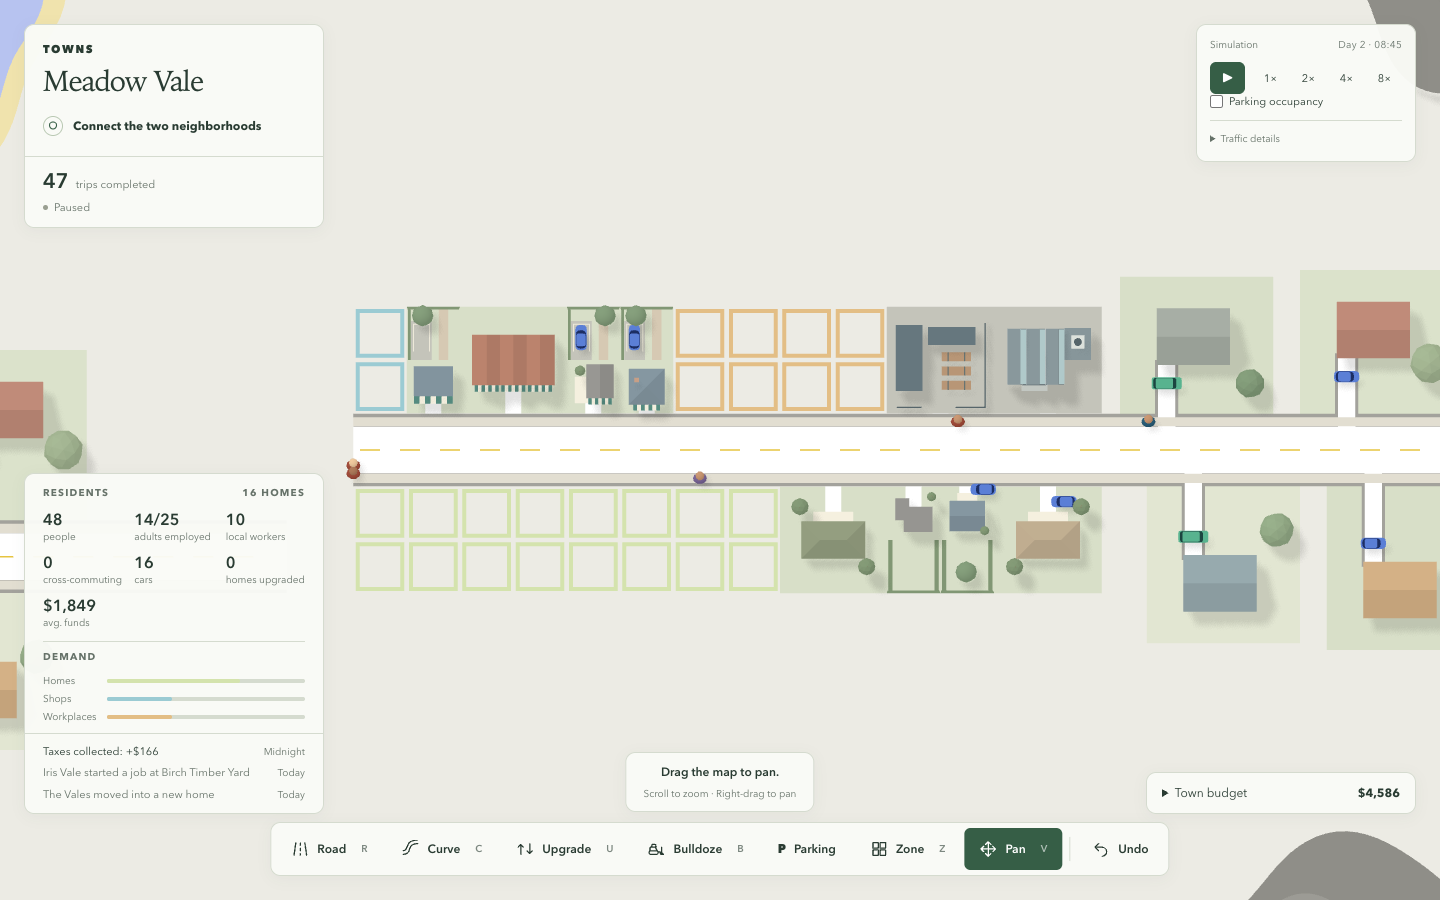 TOWNS
Meadow Vale
Connect the two neighborhoods
47 trips completed
Paused
Simulation
Day 2 · 08:45
1× 2× 4× 8×
Parking occupancy
Traffic details
RESIDENTS
16 HOMES
48
people
14/25
adults employed
10
local workers
0
cross-commuting
16
cars
0
homes upgraded
$1,849
avg. funds
DEMAND
Homes
Shops
Workplaces
Taxes collected: +$166 Midnight
Iris Vale started a job at Birch Timber Yard Today
The Vales moved into a new home Today
Drag the map to pan.
Scroll to zoom · Right-drag to pan
Town budget $4,586
Road R
Curve C
Upgrade U
Bulldoze B
P Parking
Zone Z
Pan V
Undo